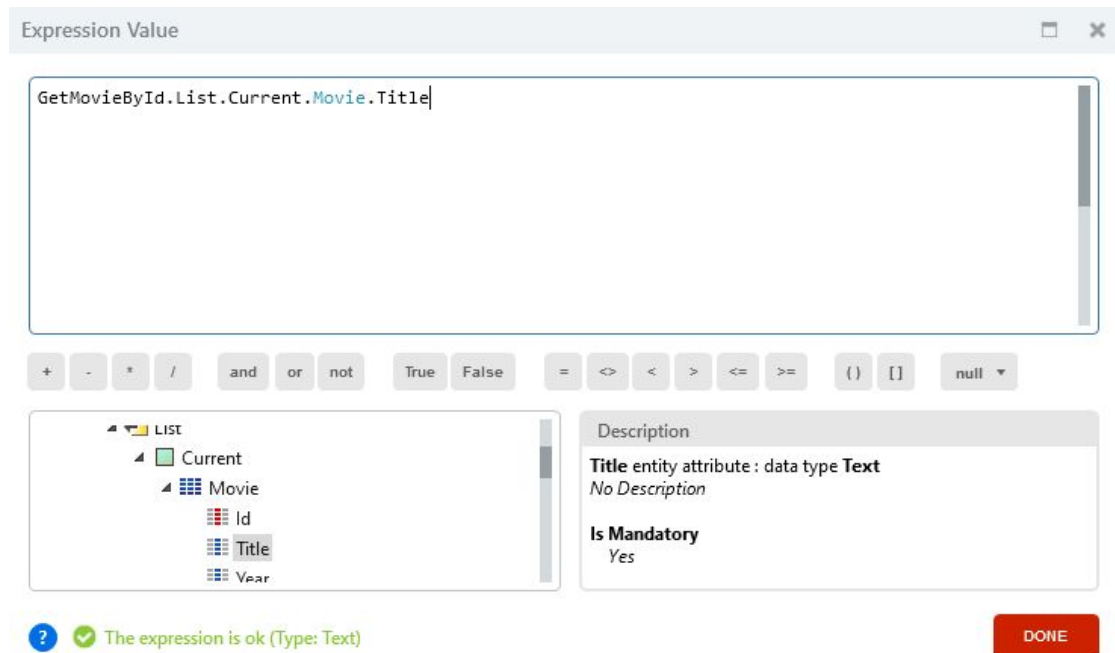 Expression Value
GetMovieById.List.Current.Movie.Title
+ - * / and or not True False = <> < > <= >= () [] null
List
Current
Movie
Id
Title
Year
Description
Title entity attribute : data type Text
No Description
Is Mandatory
Yes
? The expression is ok (Type: Text)
DONE